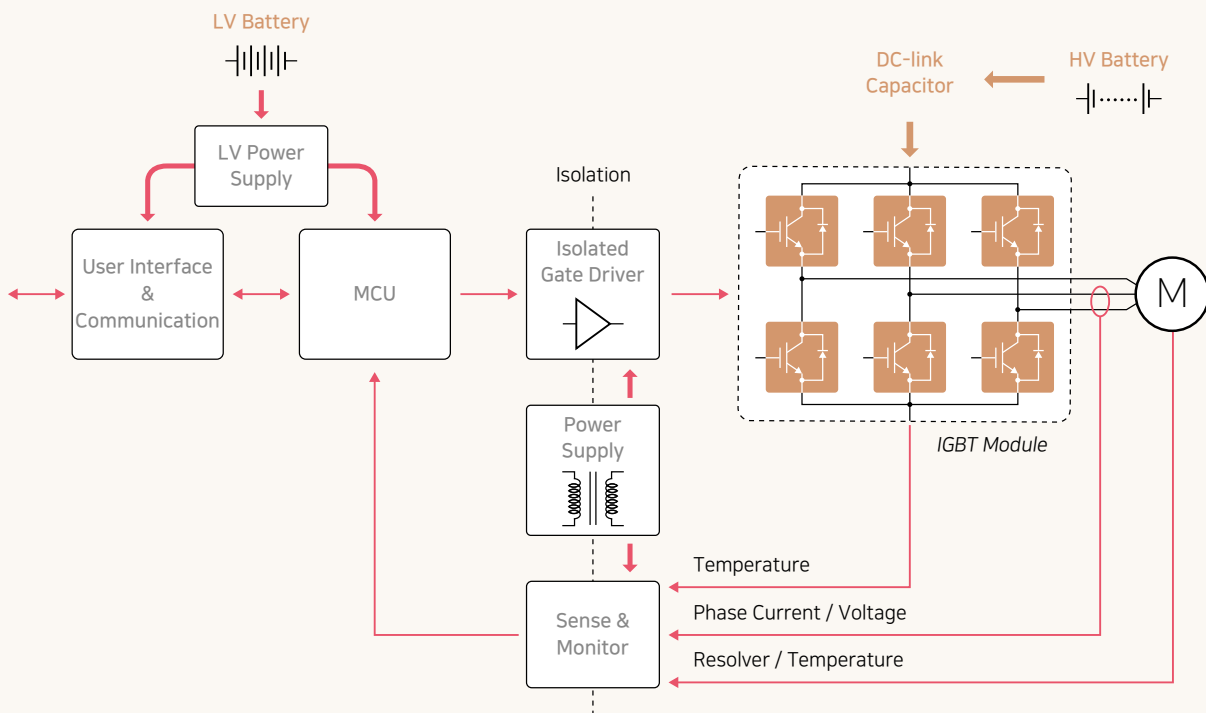 LV Battery
DC-link
Capacitor
HV Battery
LV Power
Supply
Isolation
User Interface
&
Communication
MCU
Isolated
Gate Driver
M
Power
Supply
IGBT Module
Temperature
Sense &
Monitor
Phase Current / Voltage
Resolver / Temperature